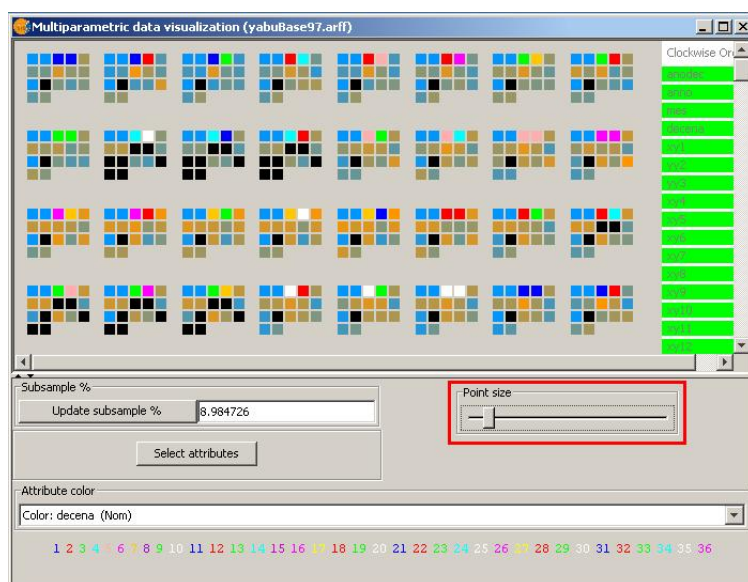 Multiparametric data visualization (yabuBase97.arff)
Clockwise Ord
anodec
anno
mes
decena
xy1
xy2
xy3
xy4
xy5
xy6
xy7
xy8
xy9
xy10
xy11
xy12
Subsample %
Update subsample %
8.984726
Point size
Select attributes
Attribute color
Color: decena (Nom)
1 2 3 4 5 6 7 8 9 10 11 12 13 14 15 16 17 18 19 20 21 22 23 24 25 26 27 28 29 30 31 32 33 34 35 36